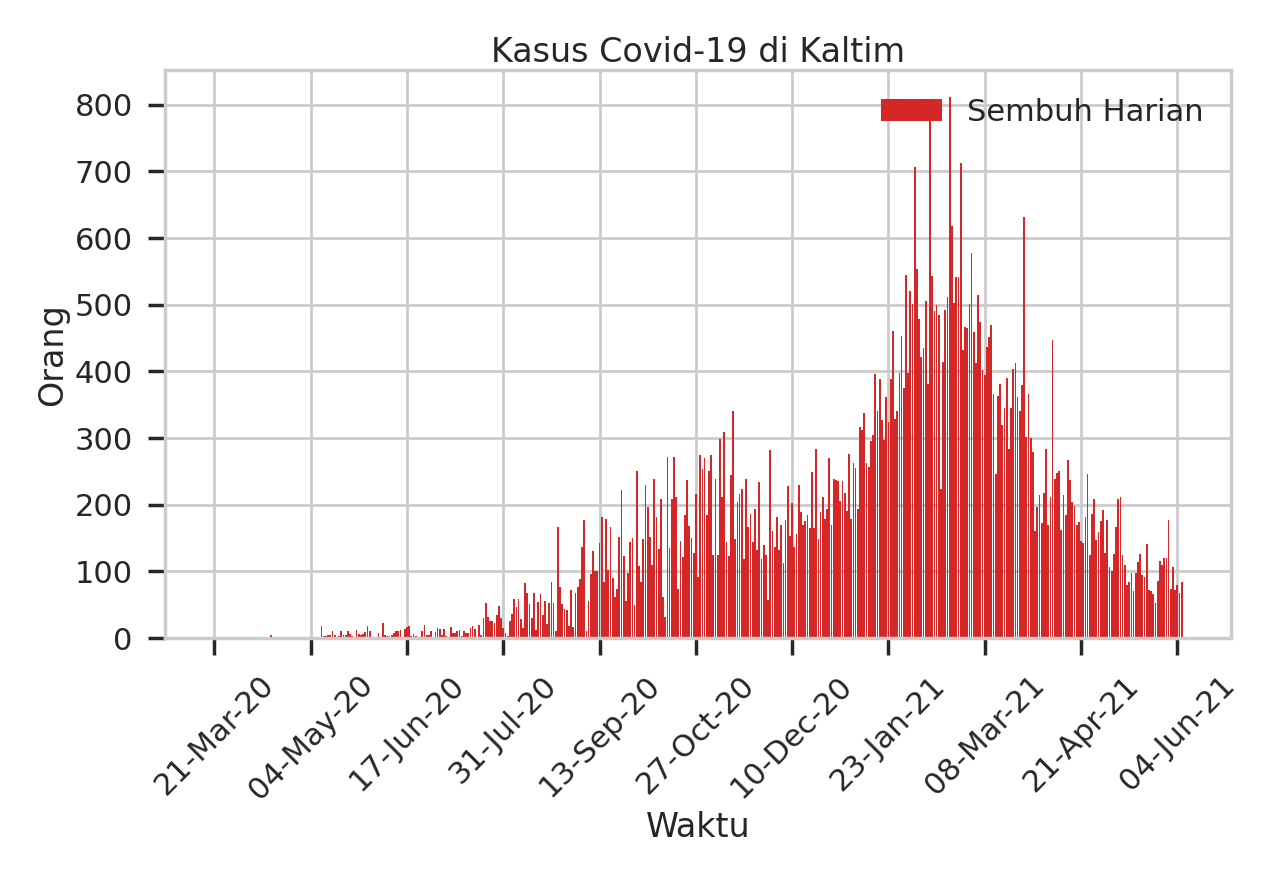 Kasus Covid-19 di Kaltim
Sembuh Harian
Orang
800
700
600
500
400
300
200
100
0
21-Mar-20
04-May-20
17-Jun-20
31-Jul-20
13-Sep-20
27-Oct-20
10-Dec-20
23-Jan-21
08-Mar-21
21-Apr-21
04-Jun-21
Waktu